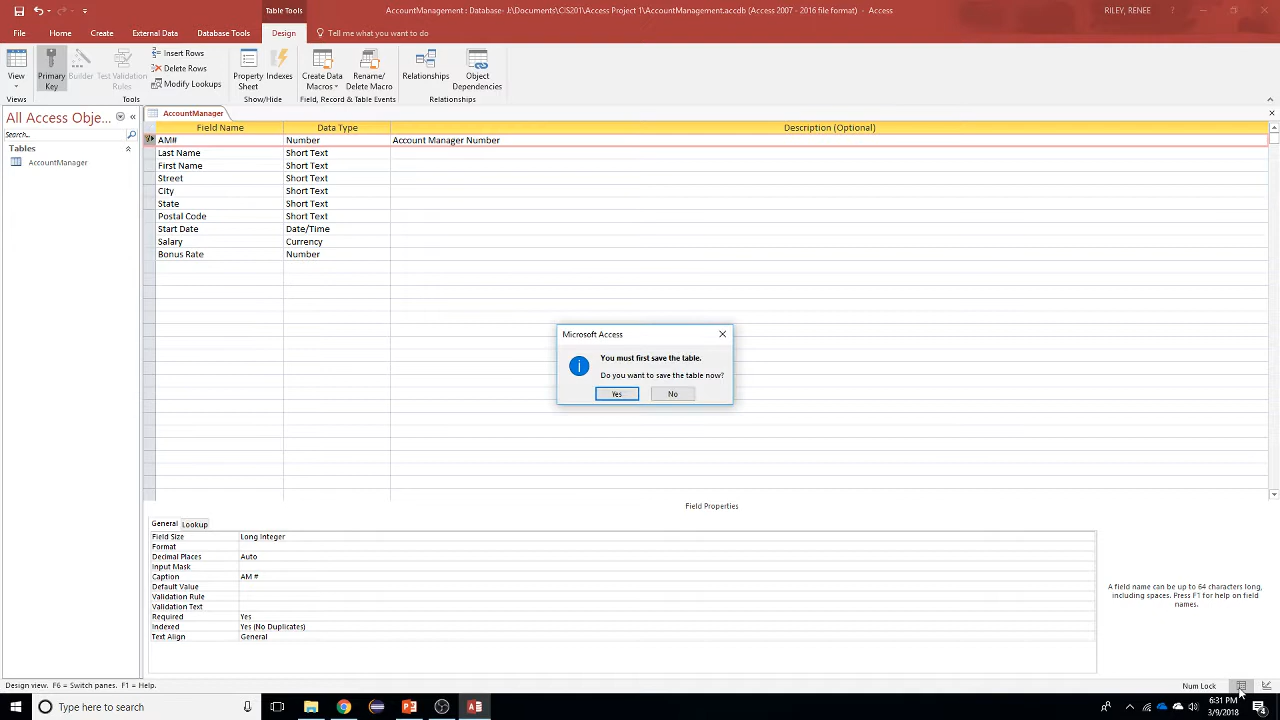 Table Tools
AccountManagement : Database- J:\Documents\CIS201\Access Project 1\AccountManagement.accdb (Access 2007 - 2016 file format) - Access
RILEY, RENEE
File
Home
Create
External Data
Database Tools
Design
Tell me what you want to do
View
Primary Key
Builder
Test Validation Rules
Insert Rows
Delete Rows
Modify Lookups
Property Sheet
Indexes
Create Data Macros
Rename/ Delete Macro
Relationships
Object Dependencies
Views
Tools
Show/Hide
Field, Record & Table Events
Relationships
All Access Obje...
Search...
Tables
AccountManager
AccountManager
Field Name
Data Type
Description (Optional)
AM# Number Account Manager Number
Last Name Short Text
First Name Short Text
Street Short Text
City Short Text
State Short Text
Postal Code Short Text
Start Date Date/Time
Salary Currency
Bonus Rate Number
Microsoft Access
You must first save the table.
Do you want to save the table now?
Yes
No
Field Properties
General
Lookup
Field Size Long Integer
Format
Decimal Places Auto
Input Mask
Caption AM #
Default Value
Validation Rule
Validation Text
Required Yes
Indexed Yes (No Duplicates)
Text Align General
A field name can be up to 64 characters long,
including spaces. Press F1 for help on field
names.
Design view. F6 = Switch panes. F1 = Help.
Num Lock
Type here to search
6:31 PM
3/9/2018